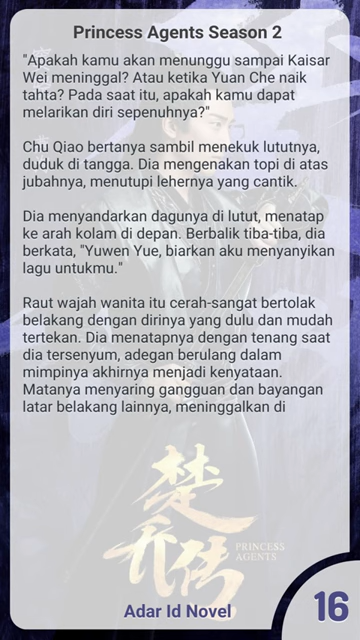 Princess Agents Season 2
"Apakah kamu akan menunggu sampai Kaisar
Wei meninggal? Atau ketika Yuan Che naik
tahta? Pada saat itu, apakah kamu dapat
melarikan diri sepenuhnya?"
Chu Qiao bertanya sambil menekuk lututnya,
duduk di tangga. Dia mengenakan topi di atas
jubahnya, menutupi lehernya yang cantik.
Dia menyandarkan dagunya di lutut, menatap
ke arah kolam di depan. Berbalik tiba-tiba, dia
berkata, "Yuwen Yue, biarkan aku menyanyikan
lagu untukmu."
Raut wajah wanita itu cerah-sangat bertolak
belakang dengan dirinya yang dulu dan mudah
tertekan. Dia menatapnya dengan tenang saat
dia tersenyum, adegan berulang dalam
mimpinya akhirnya menjadi kenyataan.
Matanya menyaring gangguan dan bayangan
latar belakang lainnya, meninggalkan di
楚
乔传
PRINCESS
AGENTS
Adar Id Novel
16